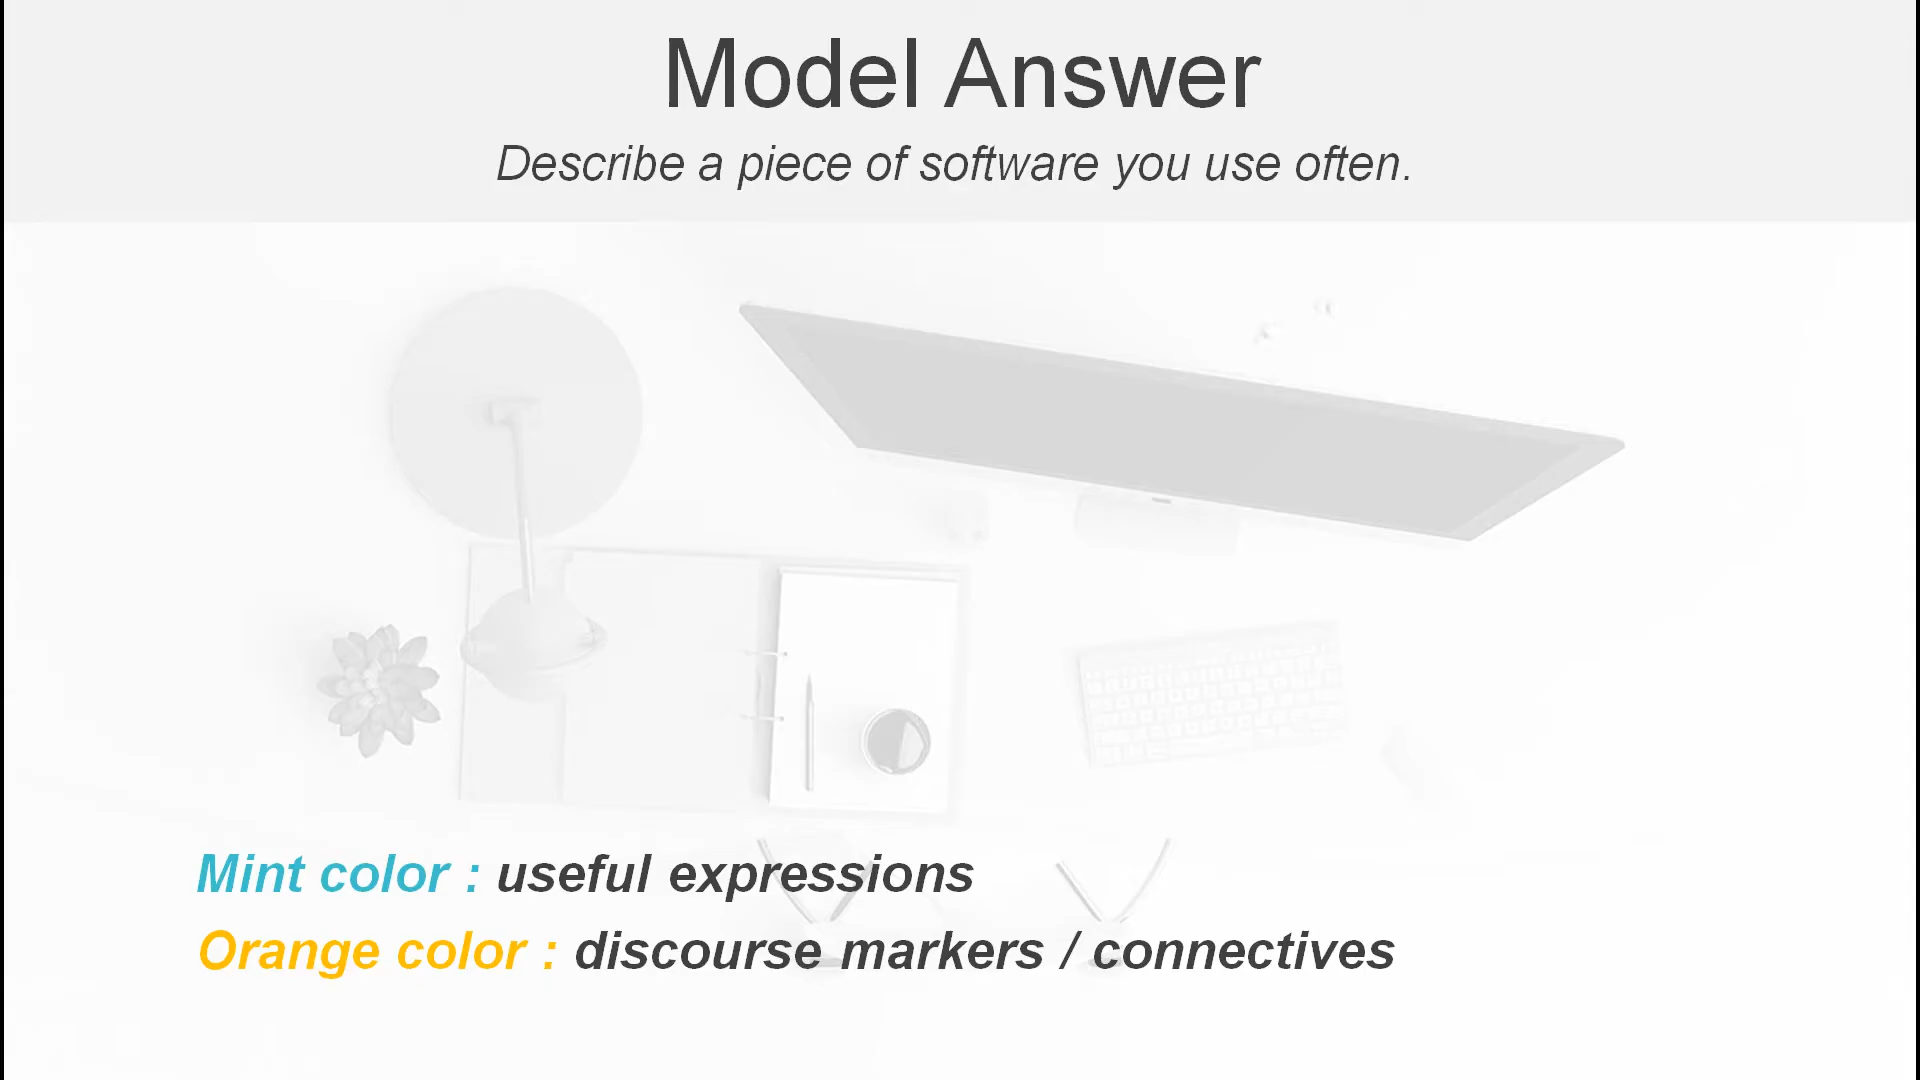 Model Answer
Describe a piece of software you use often.
Mint color : useful expressions
Orange color : discourse markers / connectives